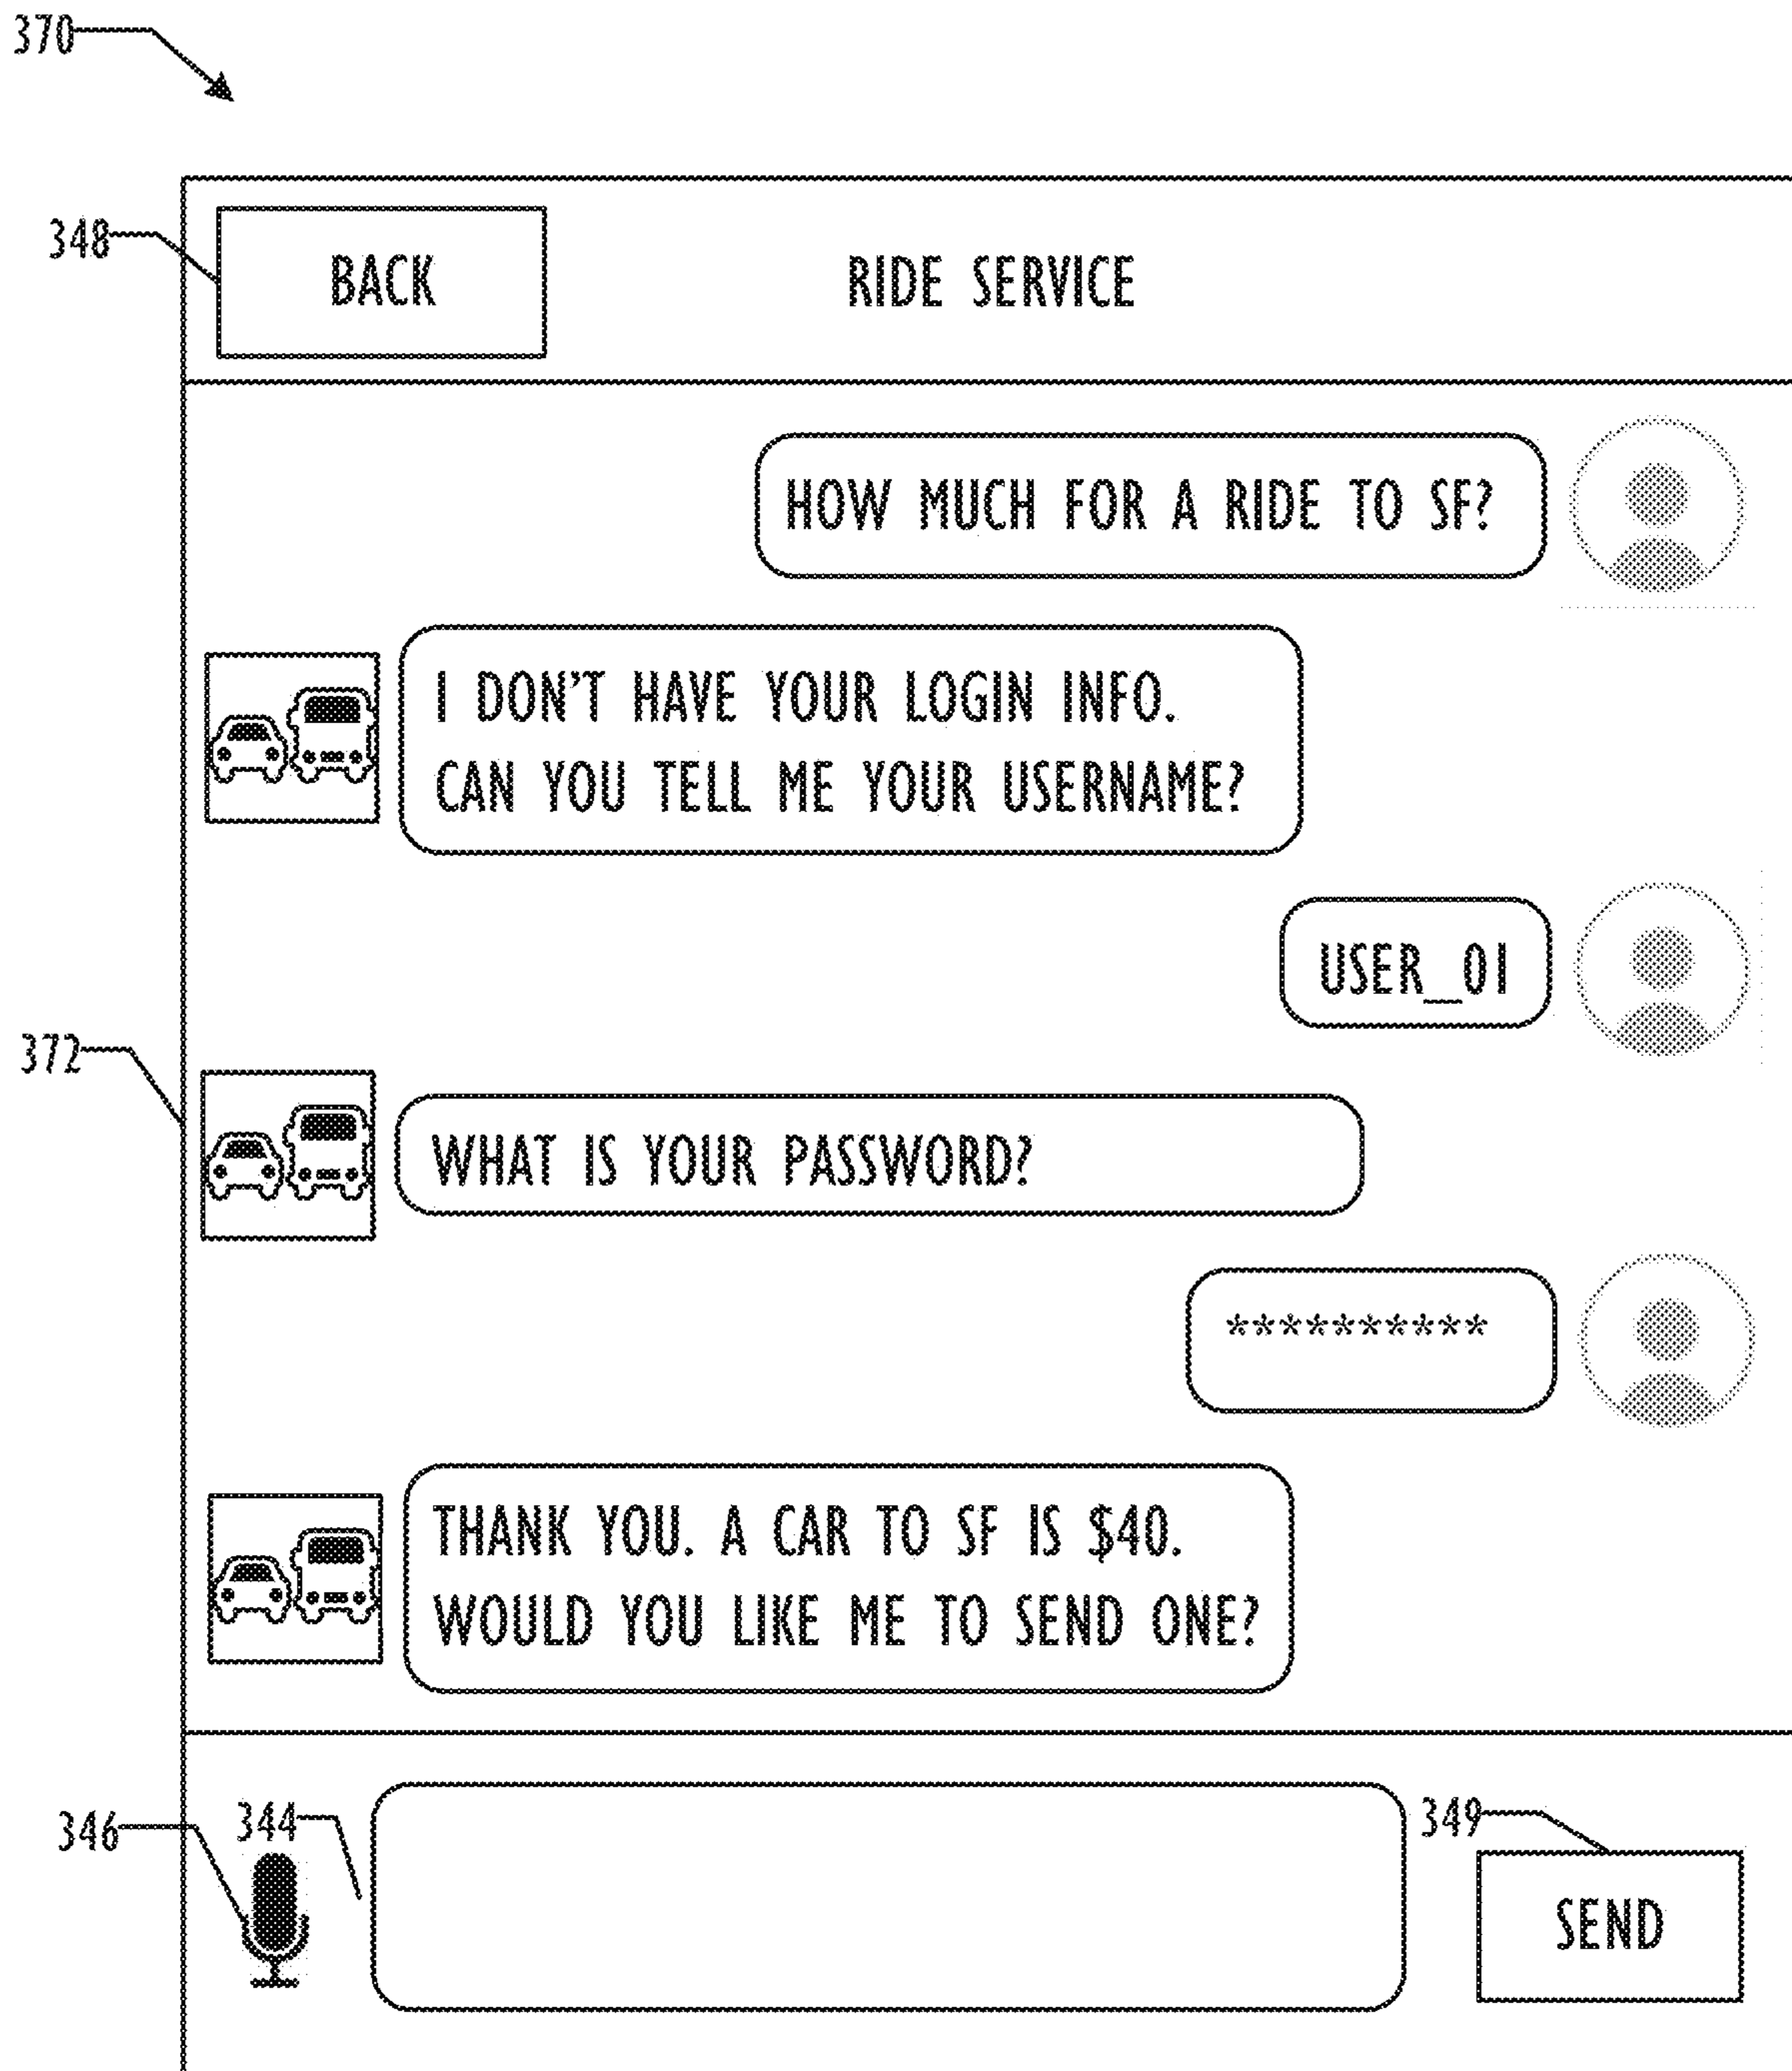 370
348
BACK
RIDE SERVICE
HOW MUCH FOR A RIDE TO SF?
I DON'T HAVE YOUR LOGIN INFO.
CAN YOU TELL ME YOUR USERNAME?
USER_01
372
WHAT IS YOUR PASSWORD?
**********
THANK YOU. A CAR TO SF IS $40.
WOULD YOU LIKE ME TO SEND ONE?
346
344
349
SEND